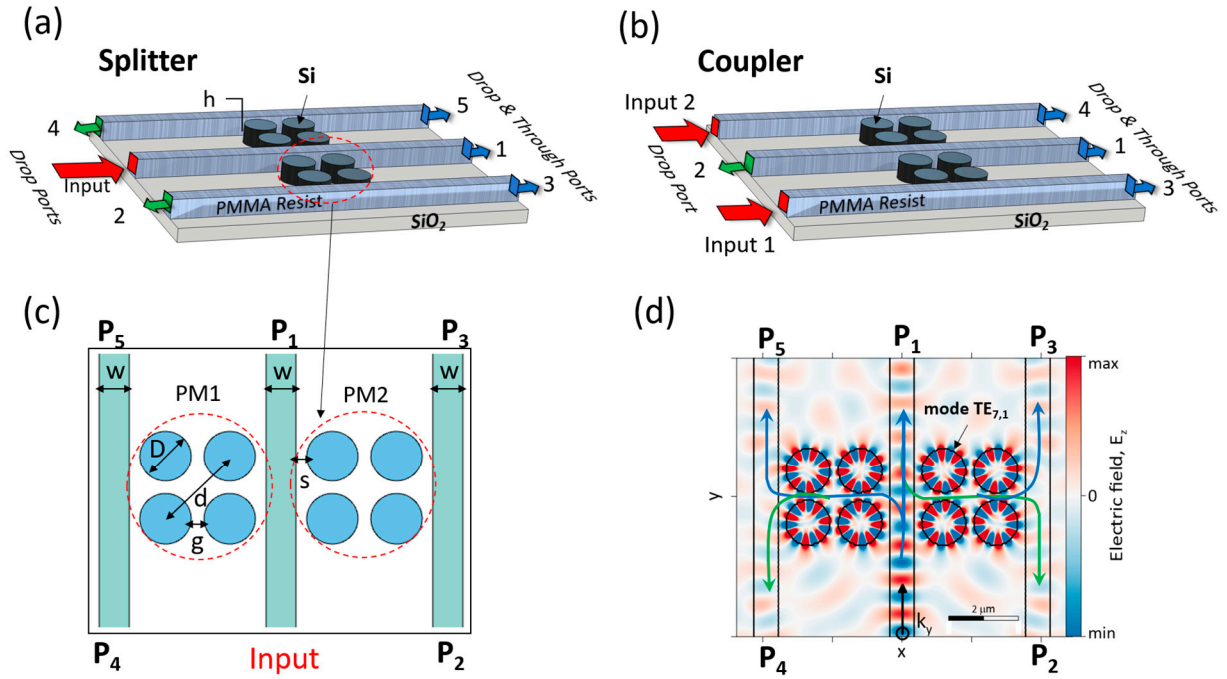 (a)
Splitter
Si
h
4
5
1
3
2
Input
Drop Ports
Drop & Through Ports
PMMA Resist
SiO2
(b)
Coupler
Si
Input 2
4
1
3
2
Drop Port
Drop & Through Ports
Input 1
PMMA Resist
SiO2
(c)
P5
P1
P3
w
w
w
PM1
PM2
D
d
s
g
P4
Input
P2
(d)
P5
P1
P3
mode TE7,1
y
ky
x
2 μm
P4
P2
max
0
min
Electric field, Ez